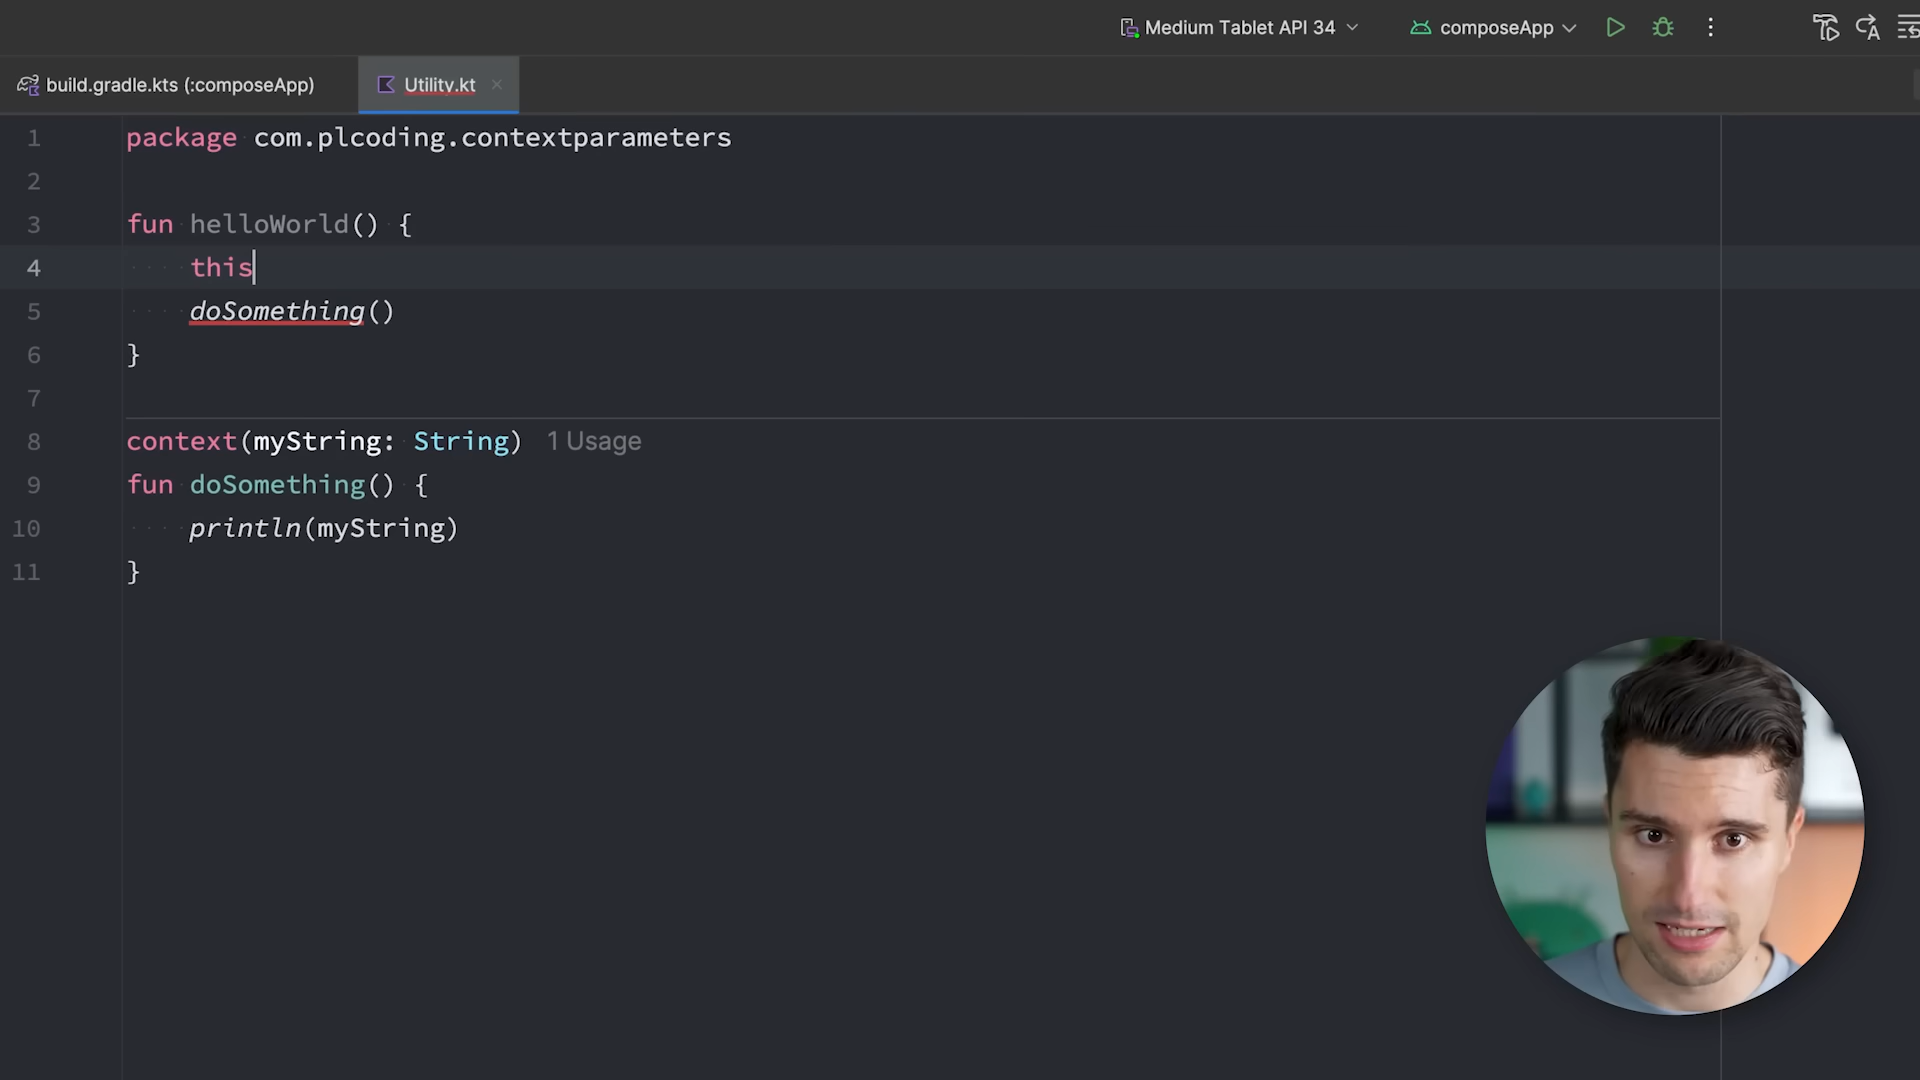 Medium Tablet API 34
composeApp
build.gradle.kts (:composeApp)
Utility.kt
1 package com.plcoding.contextparameters
2
3 fun helloWorld() {
4 this
5 doSomething()
6 }
7
8 context(myString: String) 1 Usage
9 fun doSomething() {
10 println(myString)
11 }